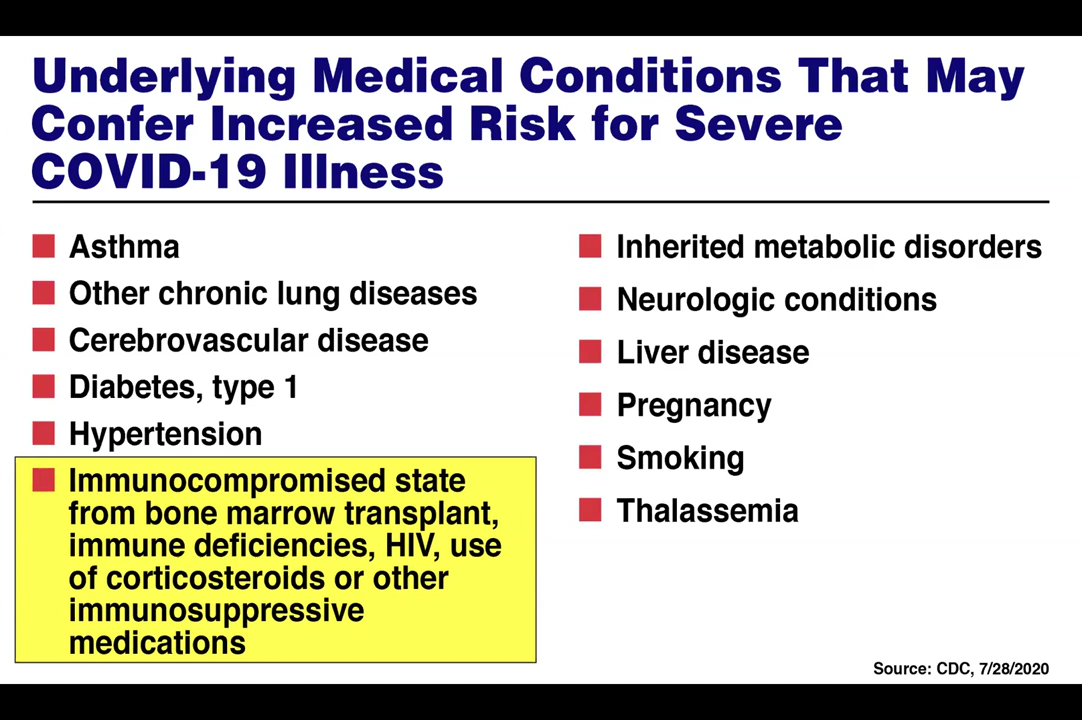 Underlying Medical Conditions That May
Confer Increased Risk for Severe
COVID-19 Illness
Asthma
Other chronic lung diseases
Cerebrovascular disease
Diabetes, type 1
Hypertension
Immunocompromised state
from bone marrow transplant,
immune deficiencies, HIV, use
of corticosteroids or other
immunosuppressive
medications
Inherited metabolic disorders
Neurologic conditions
Liver disease
Pregnancy
Smoking
Thalassemia
Source: CDC, 7/28/2020